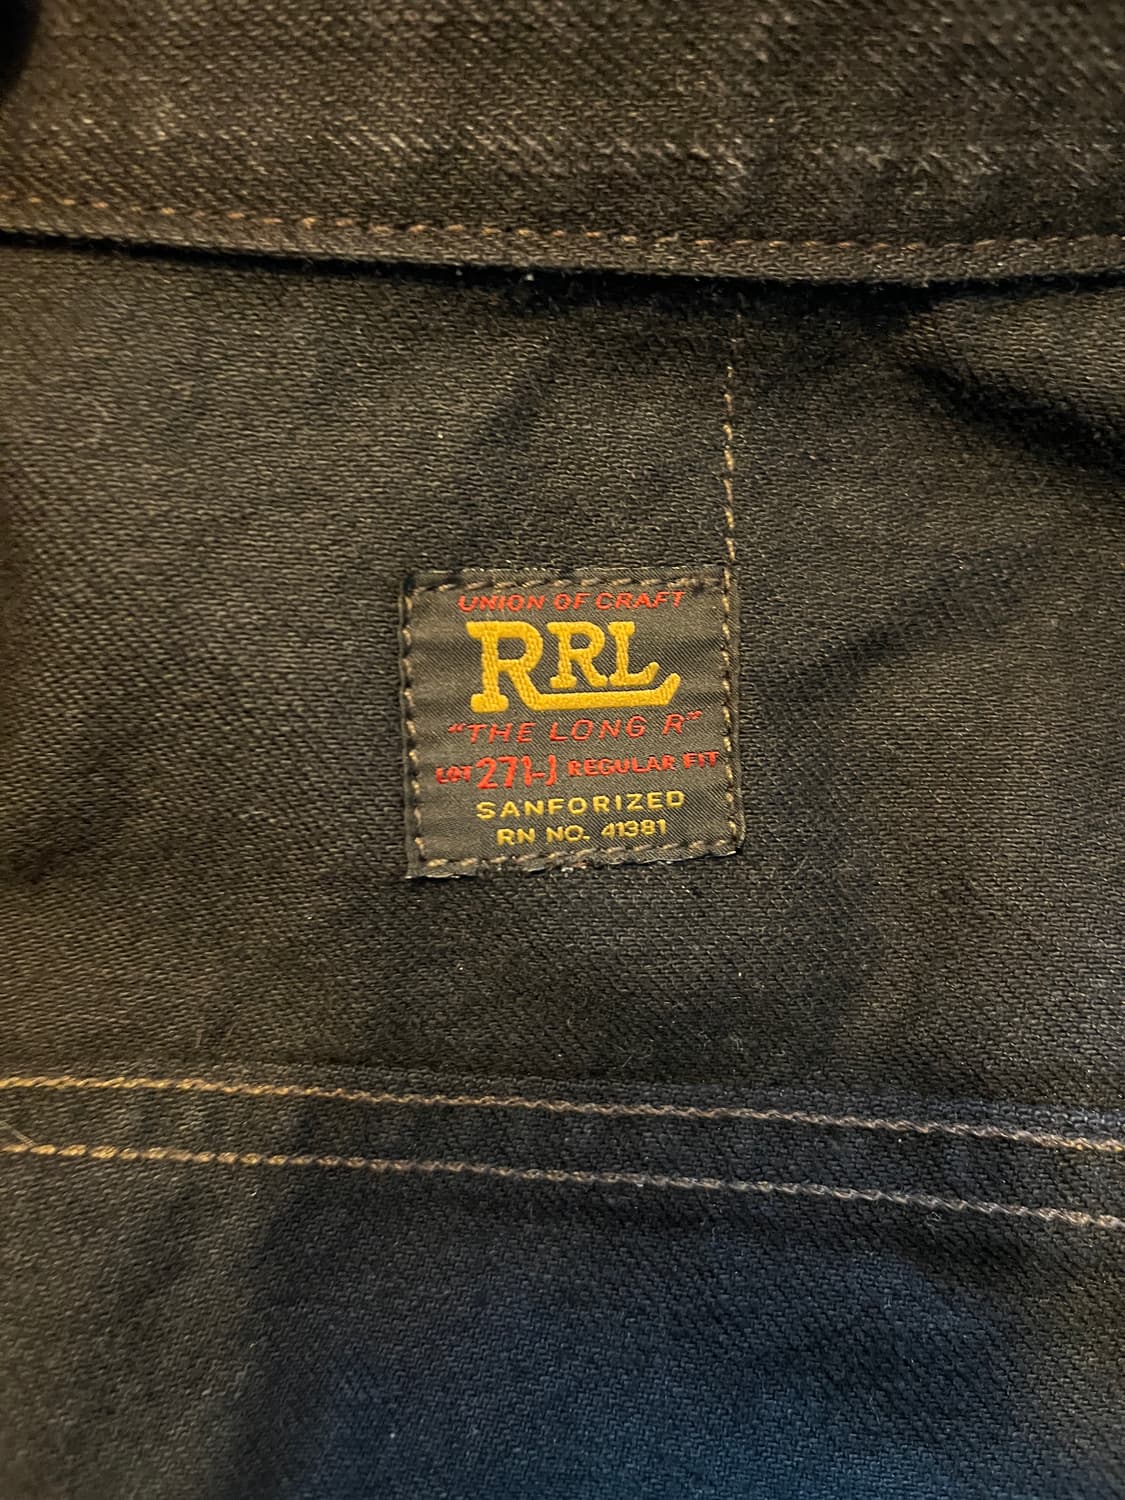 UNION OF CRAFT
RRL
"THE LONG R"
LOT 271-J REGULAR FIT
SANFORIZED
RN NO. 41381